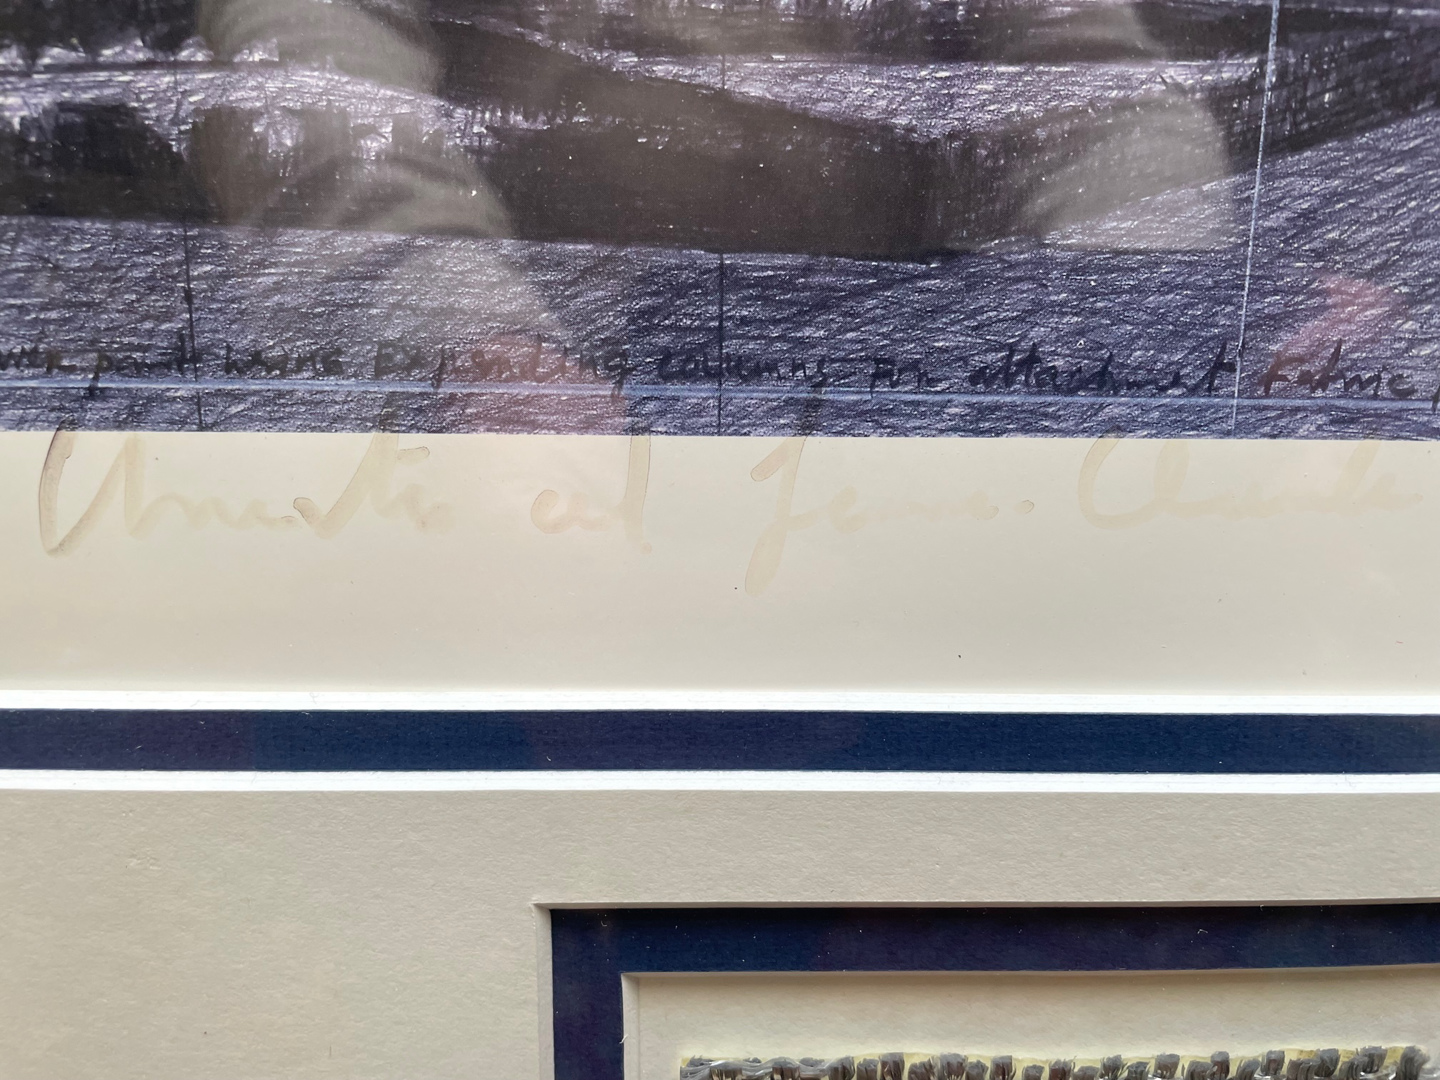 expanding columns for attachment Fabric
Christo and Jeanne-Claude